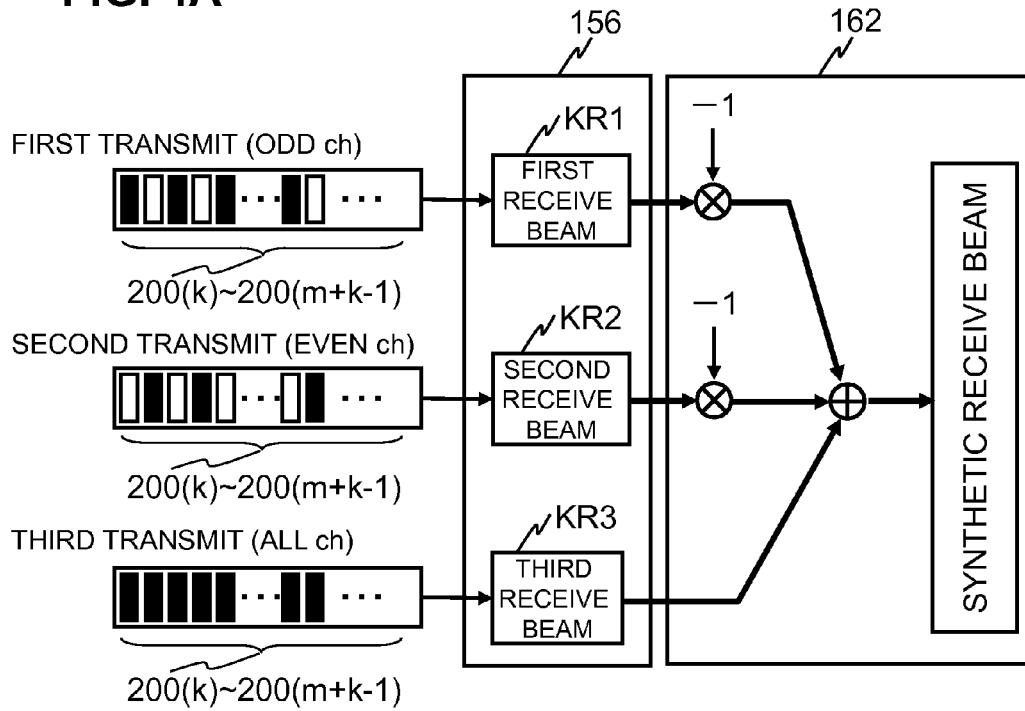 156
162
KR1
−1
FIRST TRANSMIT (ODD ch)
FIRST
RECEIVE
BEAM
··· ···
200(k)~200(m+k-1)
KR2
−1
SECOND TRANSMIT (EVEN ch)
SECOND
RECEIVE
BEAM
··· ···
200(k)~200(m+k-1)
KR3
THIRD TRANSMIT (ALL ch)
THIRD
RECEIVE
BEAM
··· ···
200(k)~200(m+k-1)
SYNTHETIC RECEIVE BEAM